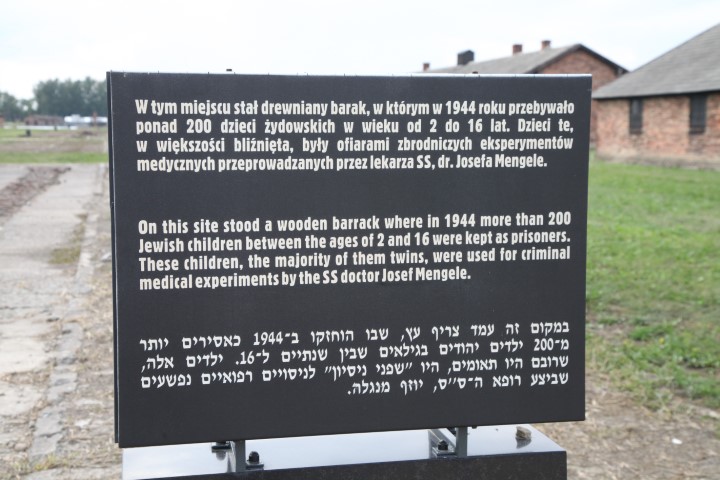 W tym miejscu stał drewniany barak, w którym w 1944 roku przebywało
ponad 200 dzieci żydowskich w wieku od 2 do 16 lat. Dzieci te,
w większości bliźnięta, były ofiarami zbrodniczych eksperymentów
medycznych przeprowadzanych przez lekarza SS, dr. Josefa Mengele.
On this site stood a wooden barrack where in 1944 more than 200
Jewish children between the ages of 2 and 16 were kept as prisoners.
These children, the majority of them twins, were used for criminal
medical experiments by the SS doctor Josef Mengele.
במקום זה עמד צריף עץ, שבו הוחזקו ב־1944 כאסירים יותר
מ־200 ילדים יהודים בגילאים שבין שנתיים ל־16. ילדים אלה,
שרובם היו תאומים, היו "שפני ניסיון" לניסויים רפואיים נפשעים
שביצע רופא ה־ס"ס, יוזף מנגלה.